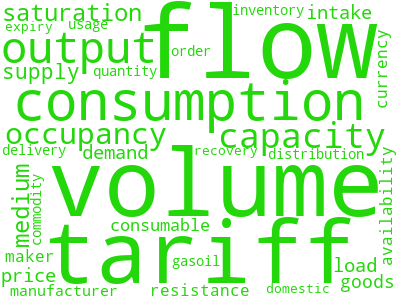 saturation flow inventory intake
expiry usage
output order currency
supply quantity
consumption
occupancy capacity
delivery demand recovery distribution
medium volume availability
commodity
consumable
tariff
maker gasoil load
price goods
manufacturer resistance domestic